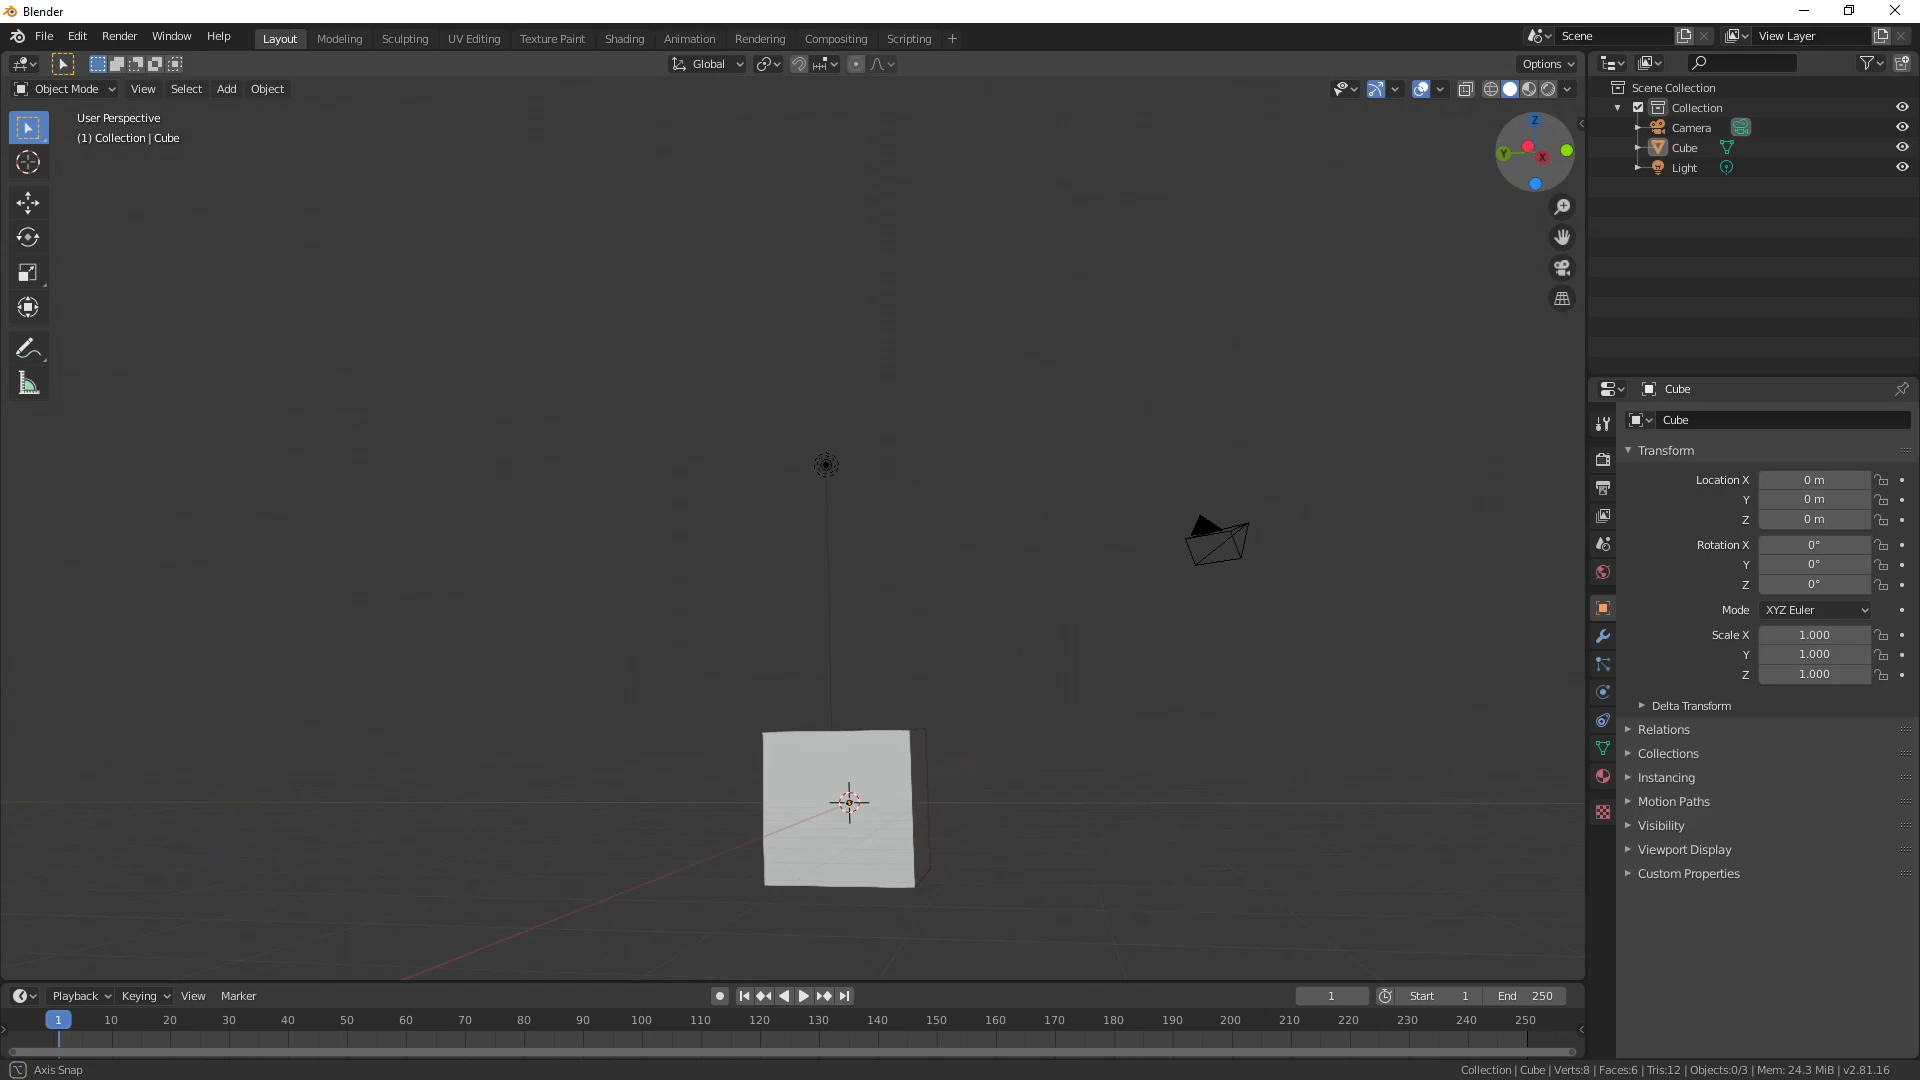 Blender
File Edit Render Window Help Layout Modeling Sculpting UV Editing Texture Paint Shading Animation Rendering Compositing Scripting + Scene View Layer
Global Options
Object Mode View Select Add Object
User Perspective
(1) Collection | Cube
Z
Y
X
Scene Collection
Collection
Camera
Cube
Light
Cube
Cube
Transform
Location X 0 m
Y 0 m
Z 0 m
Rotation X 0°
Y 0°
Z 0°
Mode XYZ Euler
Scale X 1.000
Y 1.000
Z 1.000
Delta Transform
Relations
Collections
Instancing
Motion Paths
Visibility
Viewport Display
Custom Properties
Playback Keying View Marker 1 Start 1 End 250
1 10 20 30 40 50 60 70 80 90 100 110 120 130 140 150 160 170 180 190 200 210 220 230 240 250
Axis Snap Collection | Cube | Verts:8 | Faces:6 | Tris:12 | Objects:0/3 | Mem: 24.3 MiB | v2.81.16